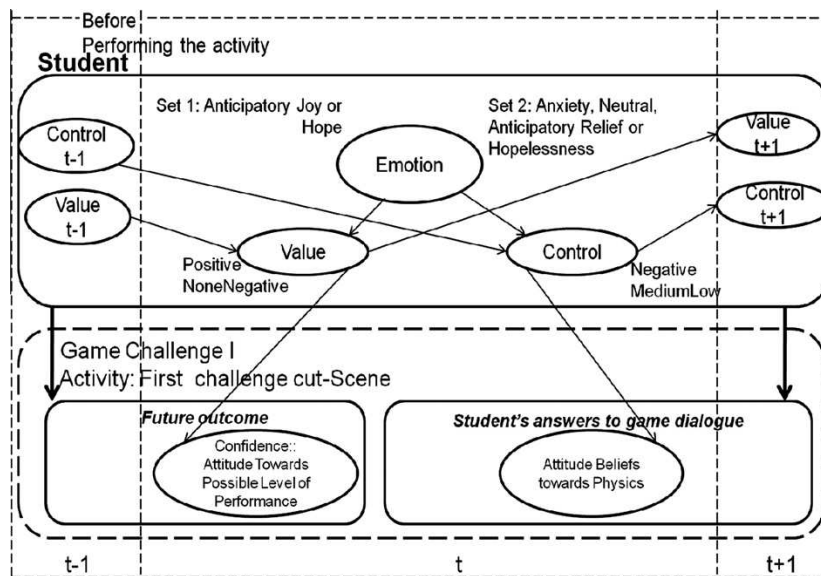 Before
Performing the activity
Student
Set 1: Anticipatory Joy or
Hope
Set 2: Anxiety, Neutral,
Anticipatory Relief or
Hopelessness
Control
t-1
Emotion
Value
t+1
Value
t-1
Control
t+1
Value
Control
Positive
NoneNegative
Negative
MediumLow
Game Challenge I
Activity: First challenge cut-Scene
Future outcome
Student's answers to game dialogue
Confidence::
Attitude Towards
Possible Level of
Performance
Attitude Beliefs
towards Physics
t-1
t
t+1